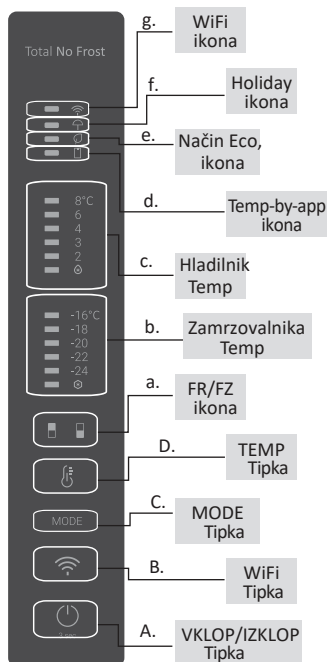 g.
WiFi
ikona
Total No Frost
f.
Holiday
ikona
e.
Način Eco,
ikona
d.
Temp-by-app
ikona
8°C
6
4
3
2
c.
Hladilnik
Temp
-16°C
-18
-20
-22
-24
b.
Zamrzovalnika
Temp
a.
FR/FZ
ikona
D.
TEMP
Tipka
C.
MODE
Tipka
MODE
B.
WiFi
Tipka
A.
VKLOP/IZKLOP
Tipka
3 sec